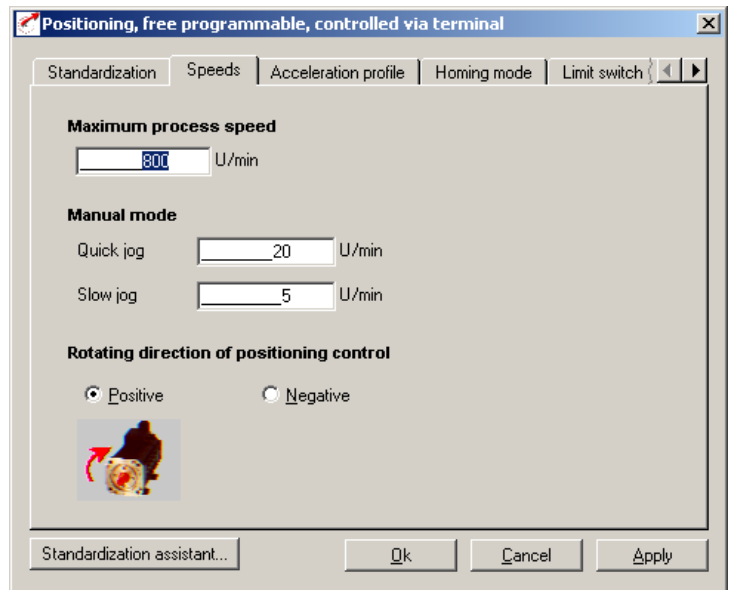 Positioning, free programmable, controlled via terminal
Standardization Speeds Acceleration profile Homing mode Limit switch
Maximum process speed
800 U/min
Manual mode
Quick jog 20 U/min
Slow jog 5 U/min
Rotating direction of positioning control
Positive Negative
Standardization assistant... Ok Cancel Apply